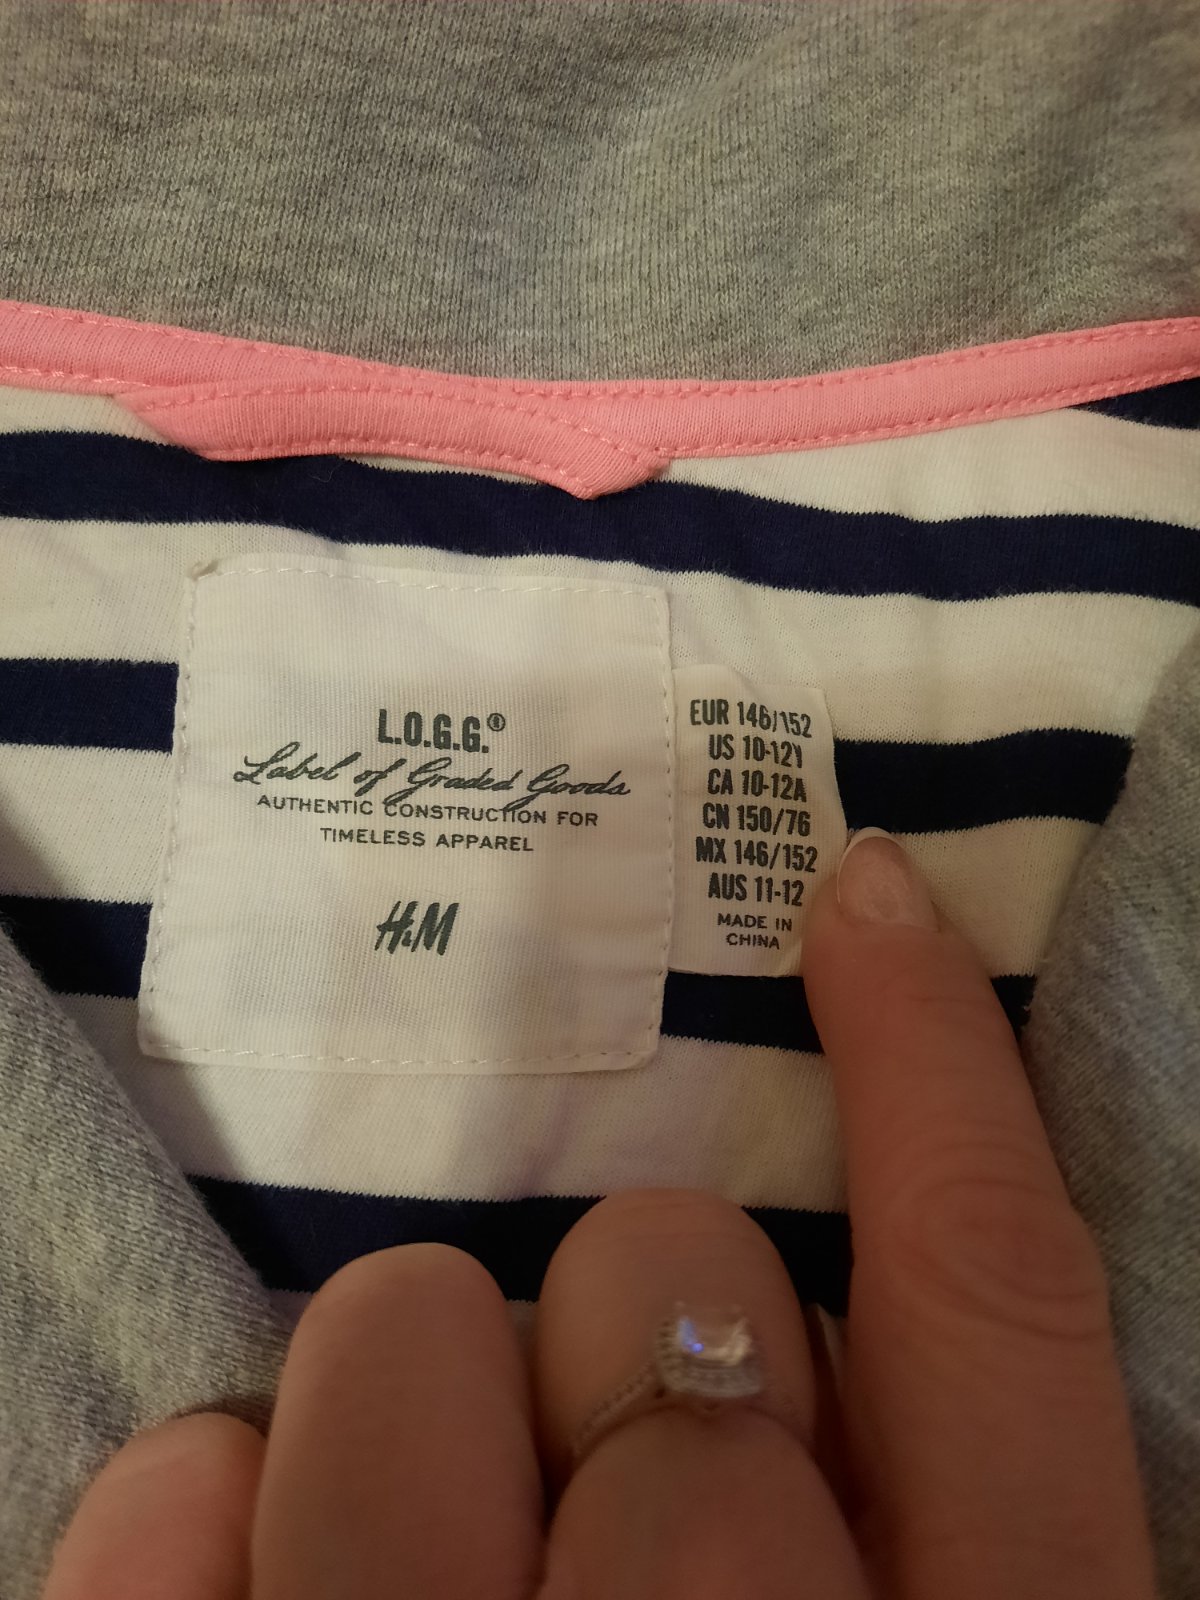 L.O.G.G.®
Label of Graded Goods
AUTHENTIC CONSTRUCTION FOR
TIMELESS APPAREL
H&M
EUR 146/152
US 10-12Y
CA 10-12A
CN 150/76
MX 146/152
AUS 11-12
MADE IN
CHINA